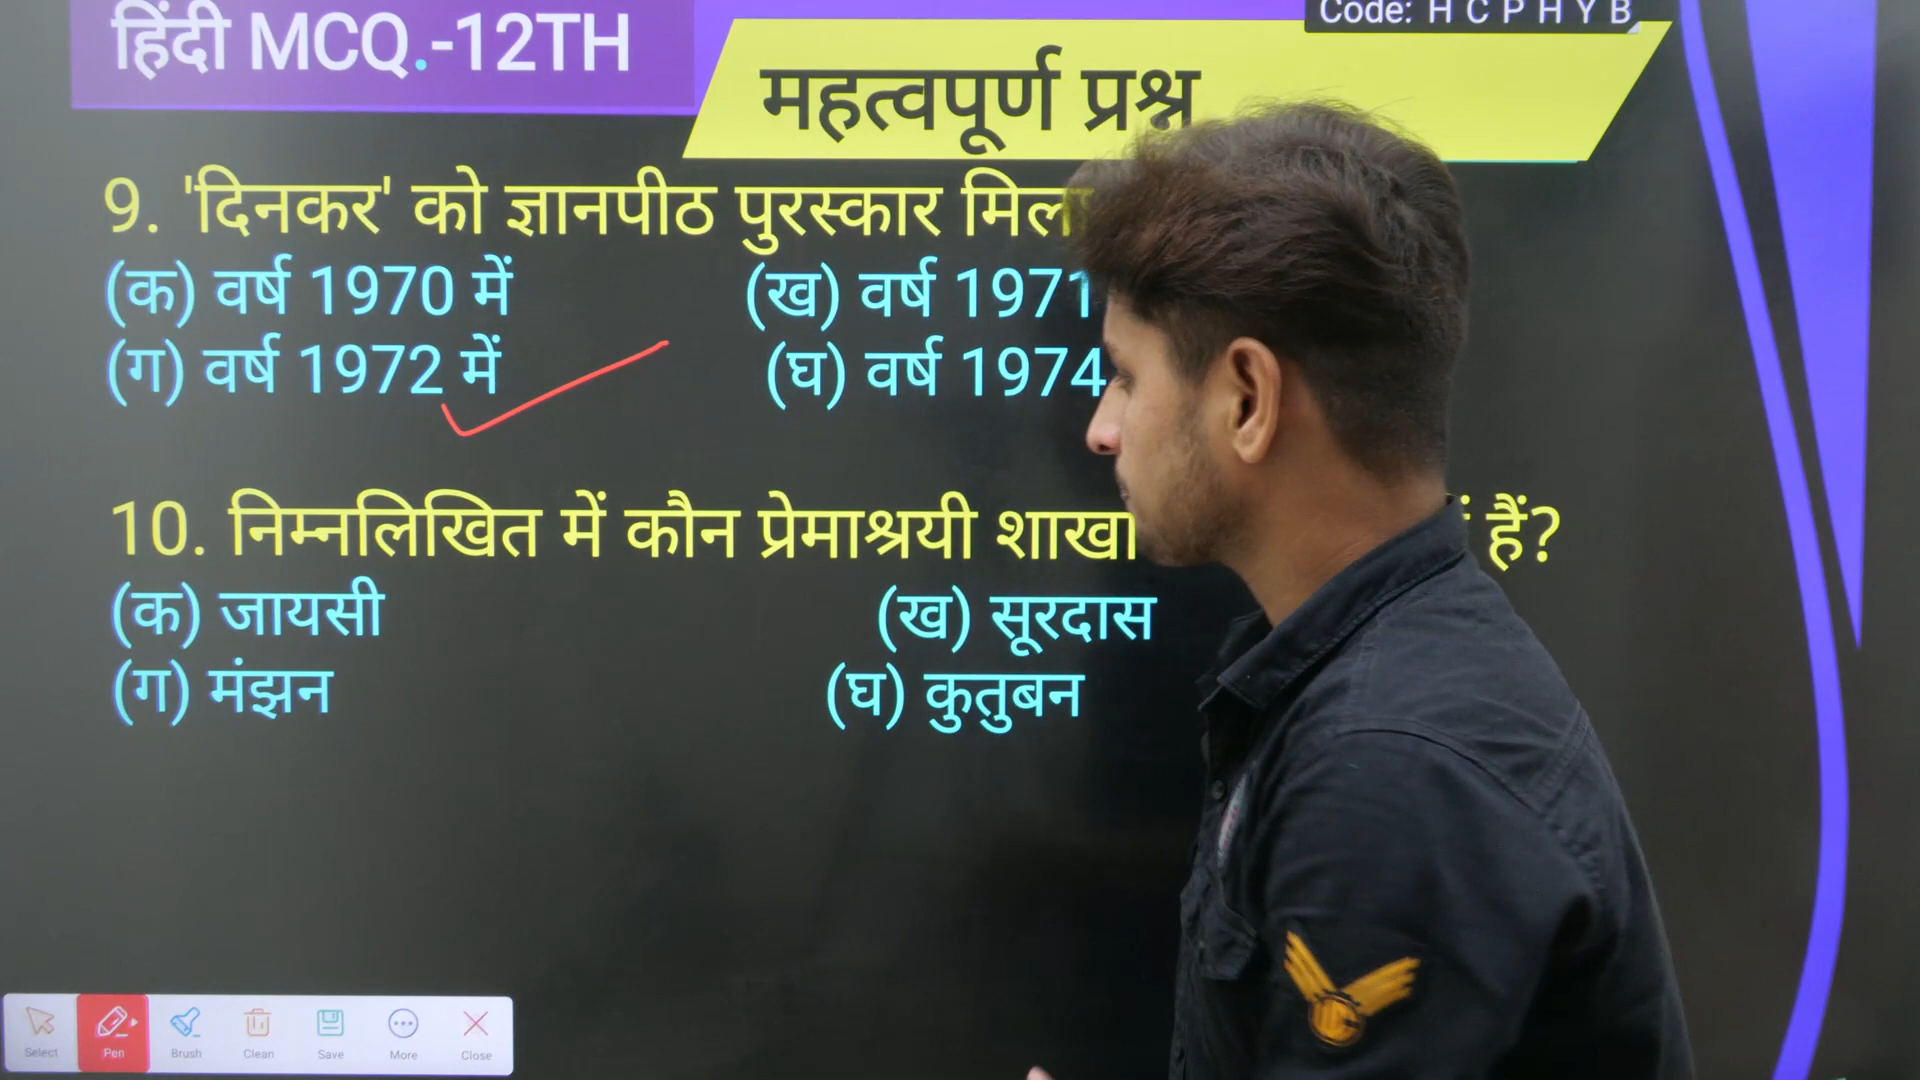 Code: H C P H Y B
हिंदी MCQ.-12TH
महत्वपूर्ण प्रश्न
9. 'दिनकर' को ज्ञानपीठ पुरस्कार
(क) वर्ष 1970 में (ख) वर्ष 1971
(ग) वर्ष 1972 में (घ) वर्ष 1974
10. निम्नलिखित में कौन प्रेमाश्रयी शाखा हैं?
(क) जायसी (ख) सूरदास
(ग) मंझन (घ) कुतुबन
Select Pen Brush Clean Save More Close